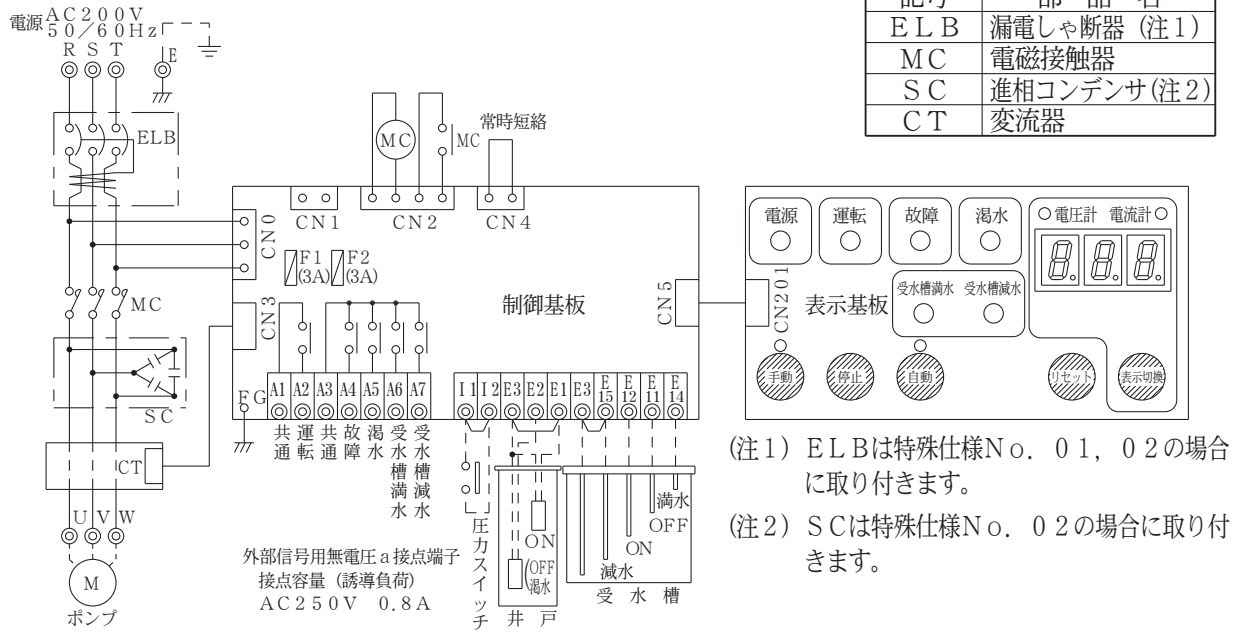 電源 AC200V
50/60Hz
R S T
E
ELB
MC
SC
CT
U V W
M
ポンプ
MC
MC
常時短絡
CN1
CN2
CN4
CN0
F1
(3A)
F2
(3A)
CN3
制御基板
CN5
FG
A1 A2 A3 A4 A5 A6 A7
I1 I2 E3 E2 E1 E3 E15 E12 E11 E14
共通
運転
共通
故障
渇水
受水槽満水
受水槽減水
外部信号用無電圧a接点端子
接点容量(誘導負荷)
AC250V 0.8A
圧力スイッチ
ON
OFF
渇水
井戸
満水
OFF
ON
減水
受水槽
ELB 漏電しゃ断器(注1)
MC 電磁接触器
SC 進相コンデンサ(注2)
CT 変流器
電源
運転
故障
渇水
電圧計 電流計
8.8.8.
受水槽満水 受水槽減水
CN201
表示基板
手動
停止
自動
リセット
表示切換
(注1)ELBは特殊仕様No.01,02の場合
に取り付きます。
(注2)SCは特殊仕様No.02の場合に取り付
きます。